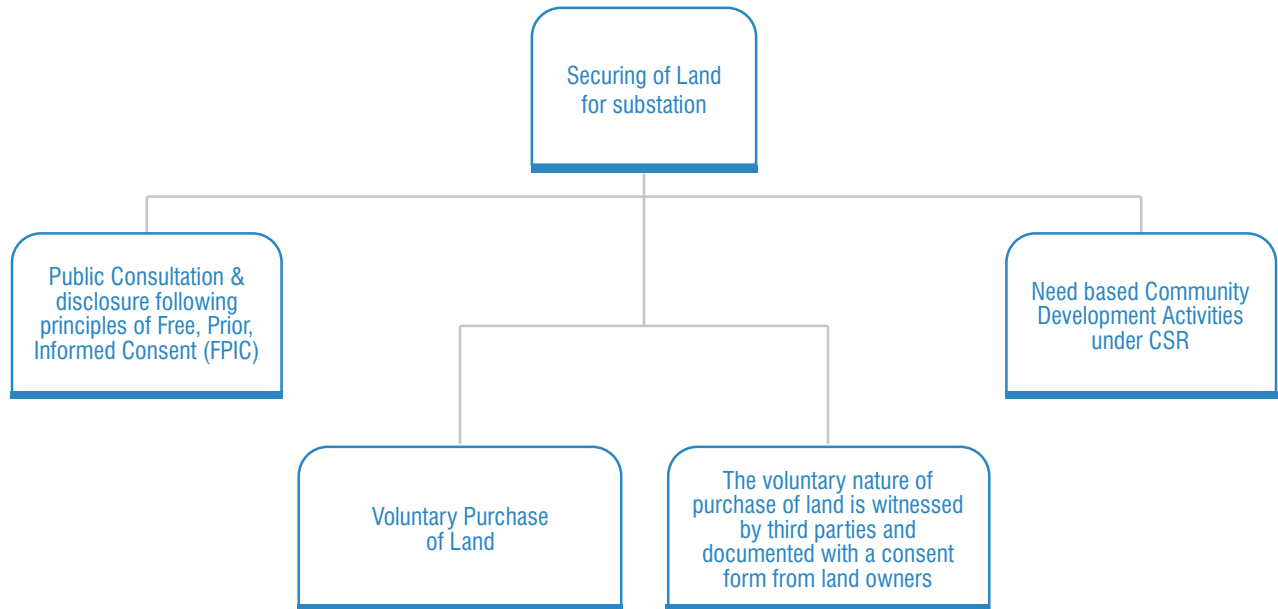 Securing of Land
for substation
Public Consultation &
disclosure following
principles of Free, Prior,
Informed Consent (FPIC)
Need based Community
Development Activities
under CSR
Voluntary Purchase
of Land
The voluntary nature of
purchase of land is witnessed
by third parties and
documented with a consent
form from land owners